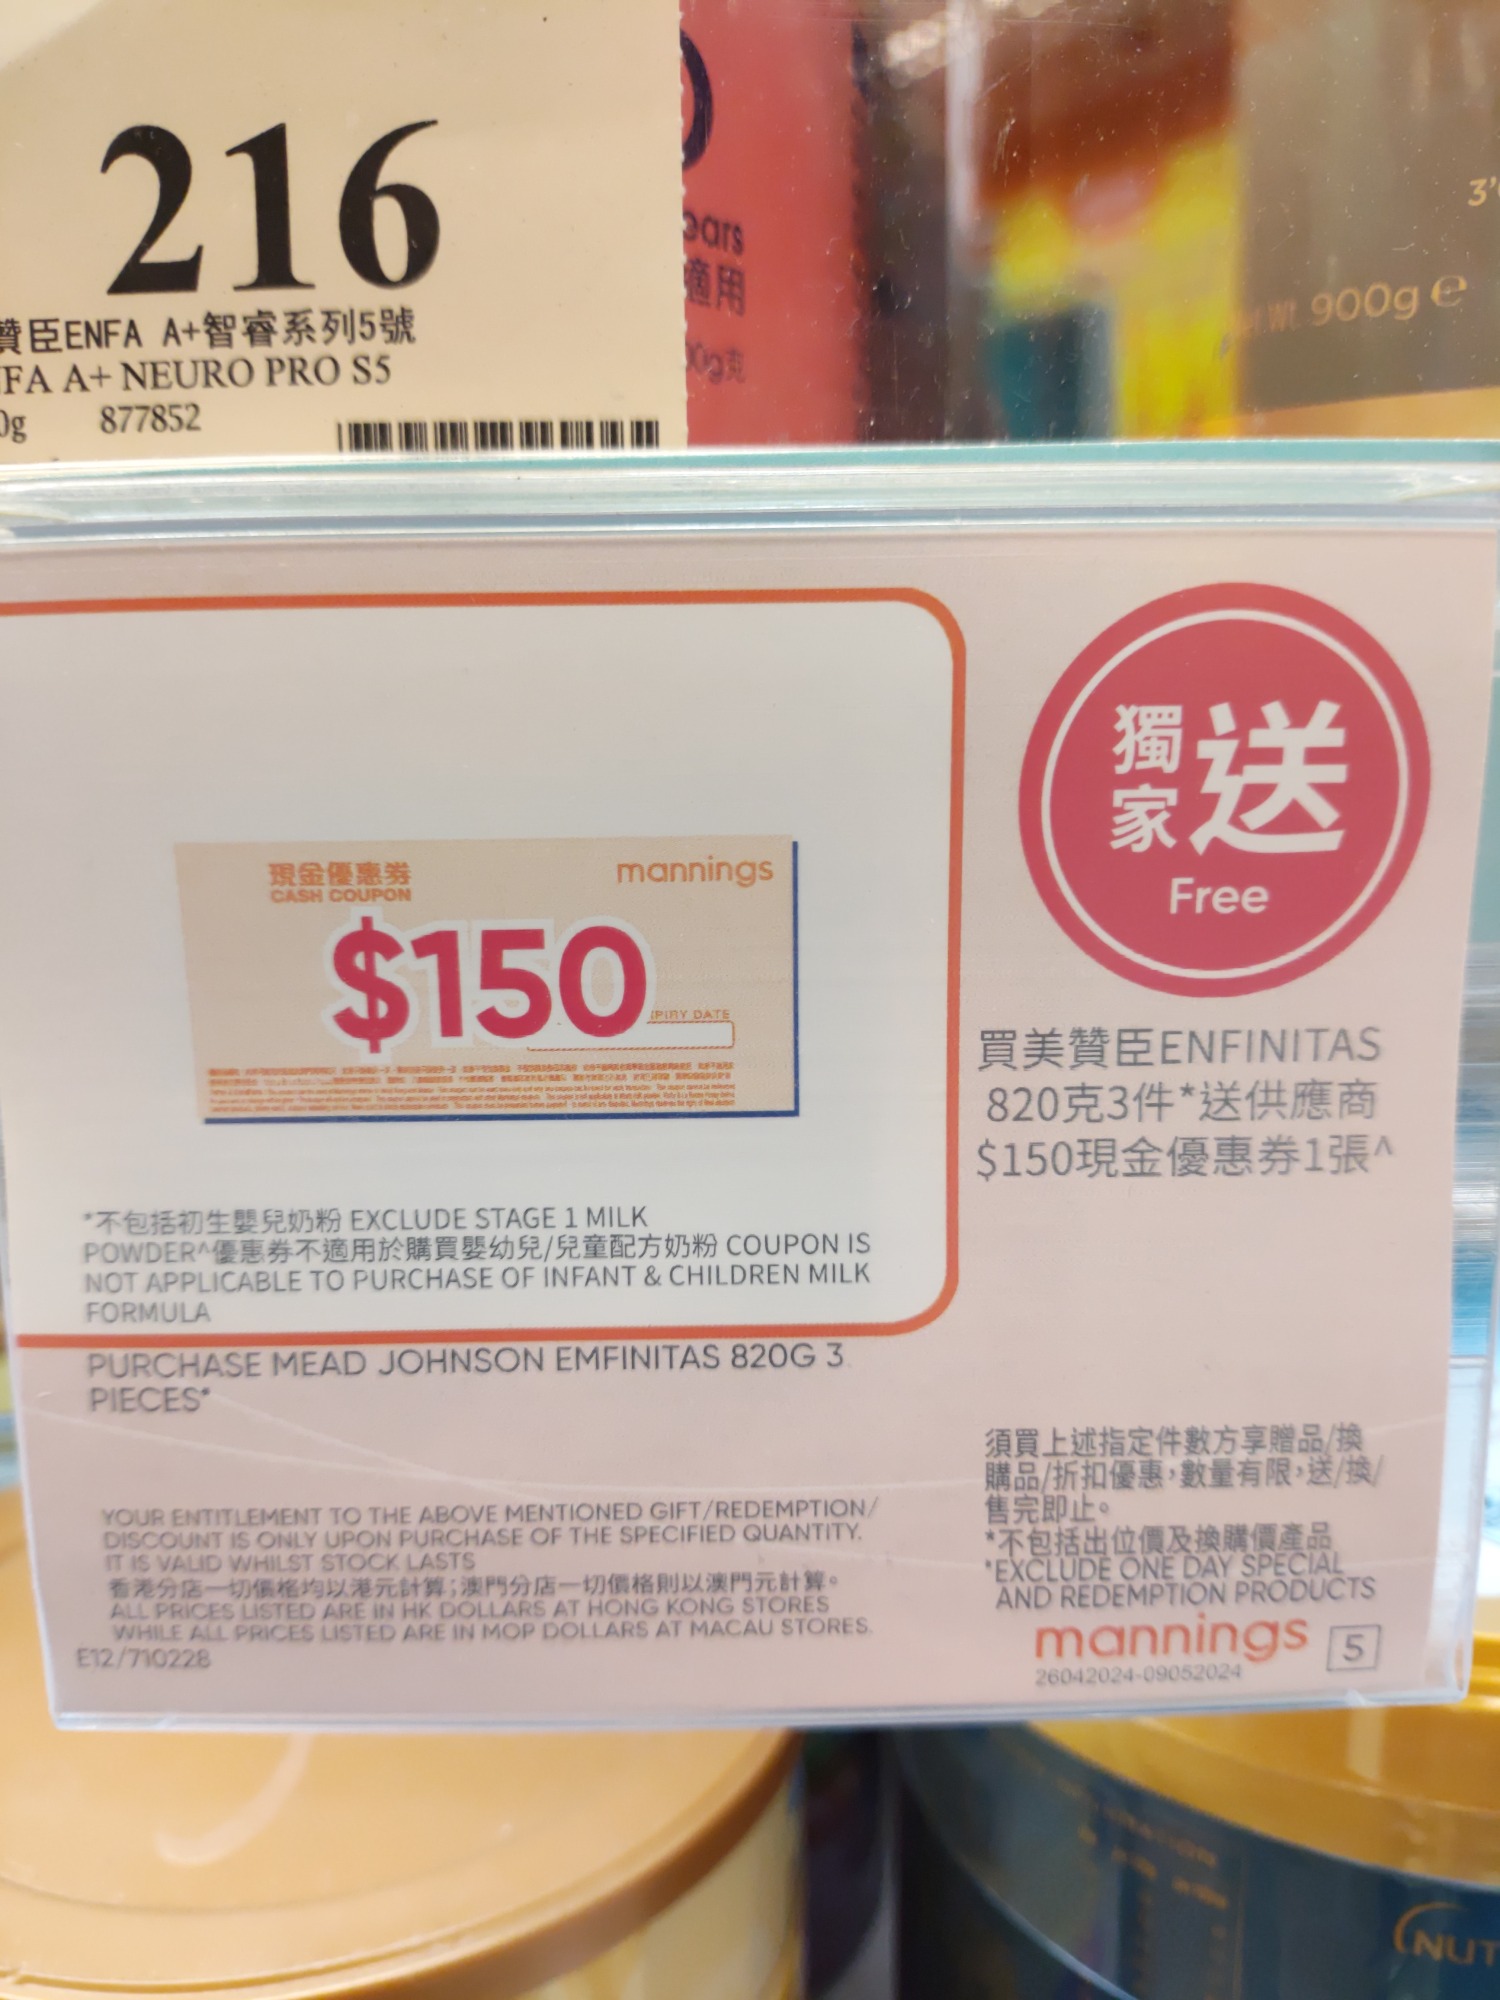 216
贊臣ENFA A+智睿系列5號
FA A+ NEURO PRO S5
0g 877852
ears
適用
00g克
3'
Wt. 900g e
現金優惠券
CASH COUPON
mannings
$150
PIRY DATE
獨家送
Free
買美贊臣ENFINITAS
820克3件*送供應商
$150現金優惠券1張^
*不包括初生嬰兒奶粉 EXCLUDE STAGE 1 MILK
POWDER^優惠券不適用於購買嬰幼兒/兒童配方奶粉 COUPON IS
NOT APPLICABLE TO PURCHASE OF INFANT & CHILDREN MILK
FORMULA
PURCHASE MEAD JOHNSON EMFINITAS 820G 3
PIECES*
YOUR ENTITLEMENT TO THE ABOVE MENTIONED GIFT/REDEMPTION/
DISCOUNT IS ONLY UPON PURCHASE OF THE SPECIFIED QUANTITY.
IT IS VALID WHILST STOCK LASTS
香港分店一切價格均以港元計算；澳門分店一切價格則以澳門元計算。
ALL PRICES LISTED ARE IN HK DOLLARS AT HONG KONG STORES
WHILE ALL PRICES LISTED ARE IN MOP DOLLARS AT MACAU STORES.
E12/710228
須買上述指定件數方享贈品/換
購品/折扣優惠，數量有限，送/換/
售完即止。
*不包括出位價及換購價產品
*EXCLUDE ONE DAY SPECIAL
AND REDEMPTION PRODUCTS
mannings 5
26042024-09052024
NUT